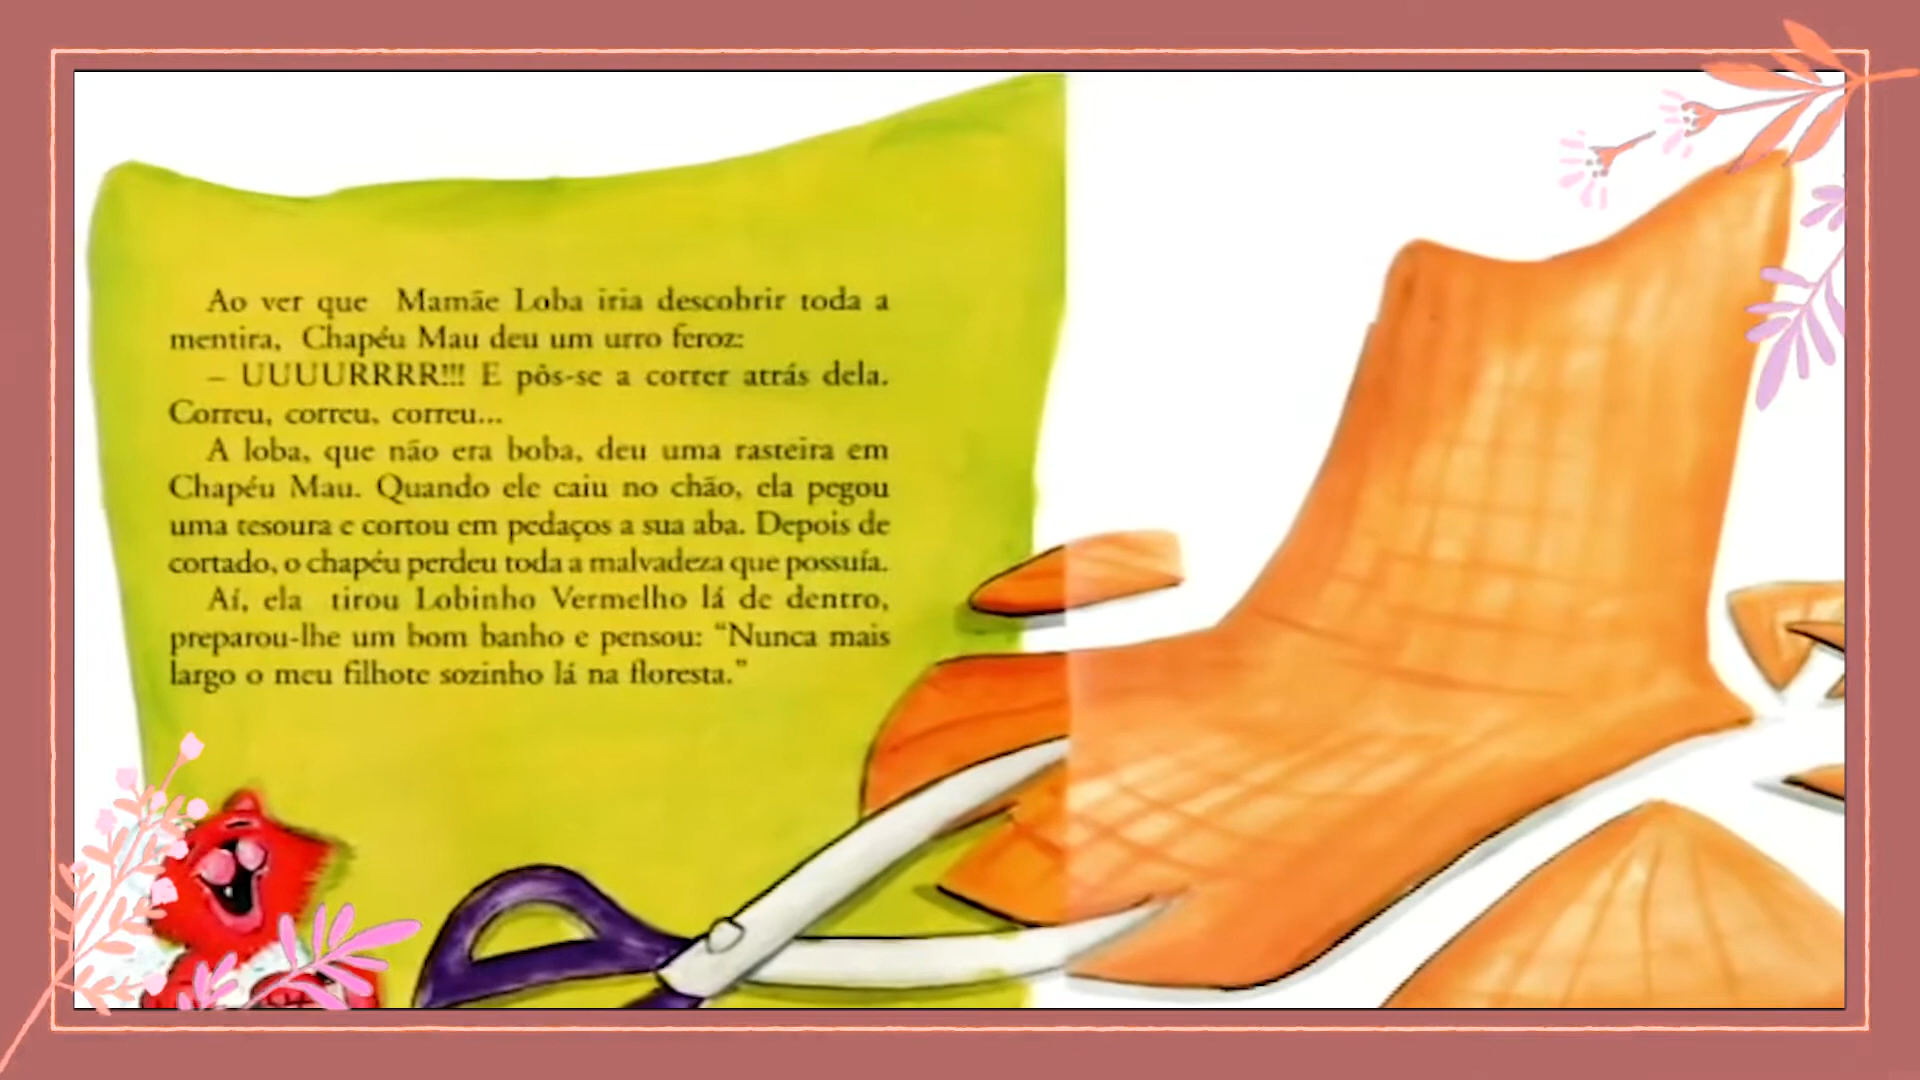 Ao ver que Mamãe Loba iria descobrir toda a
mentira, Chapéu Mau deu um urro feroz:
– UUUURRRR!!! E pôs-se a correr atrás dela.
Correu, correu, correu...
A loba, que não era boba, deu uma rasteira em
Chapéu Mau. Quando ele caiu no chão, ela pegou
uma tesoura e cortou em pedaços a sua aba. Depois de
cortado, o chapéu perdeu toda a malvadeza que possuía.
Aí, ela tirou Lobinho Vermelho lá de dentro,
preparou-lhe um bom banho e pensou: “Nunca mais
largo o meu filhote sozinho lá na floresta.”